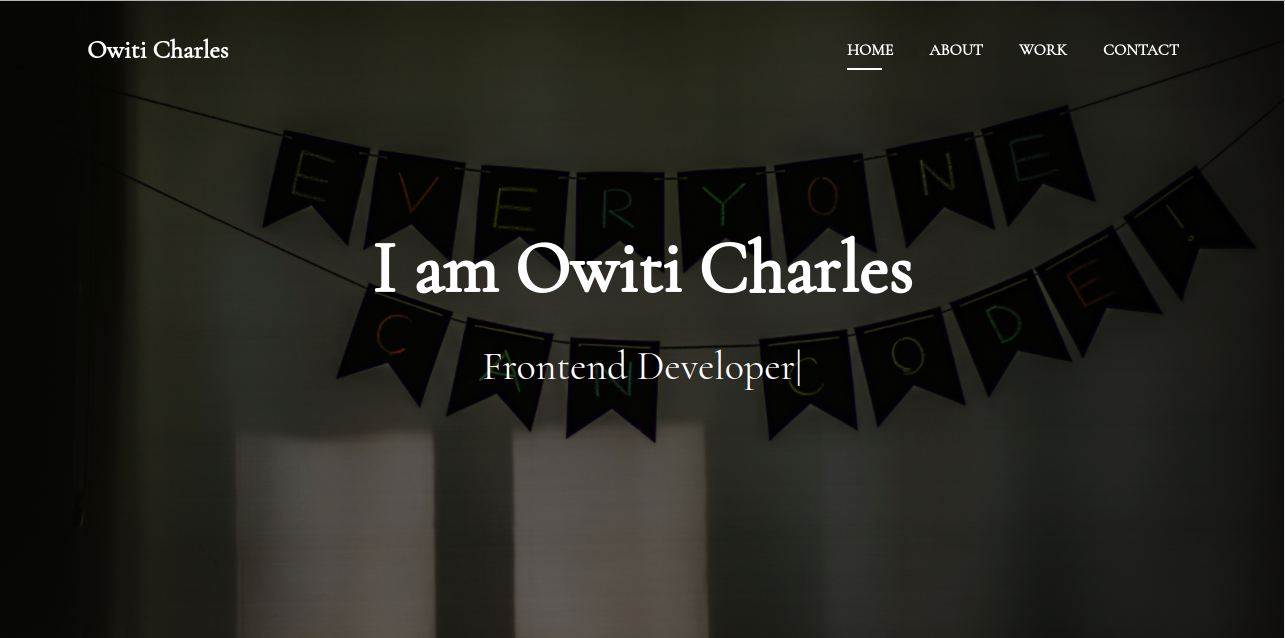 Owiti Charles
HOME ABOUT WORK CONTACT
EVERYONE
I am Owiti Charles
CAN CODE!
Frontend Developer